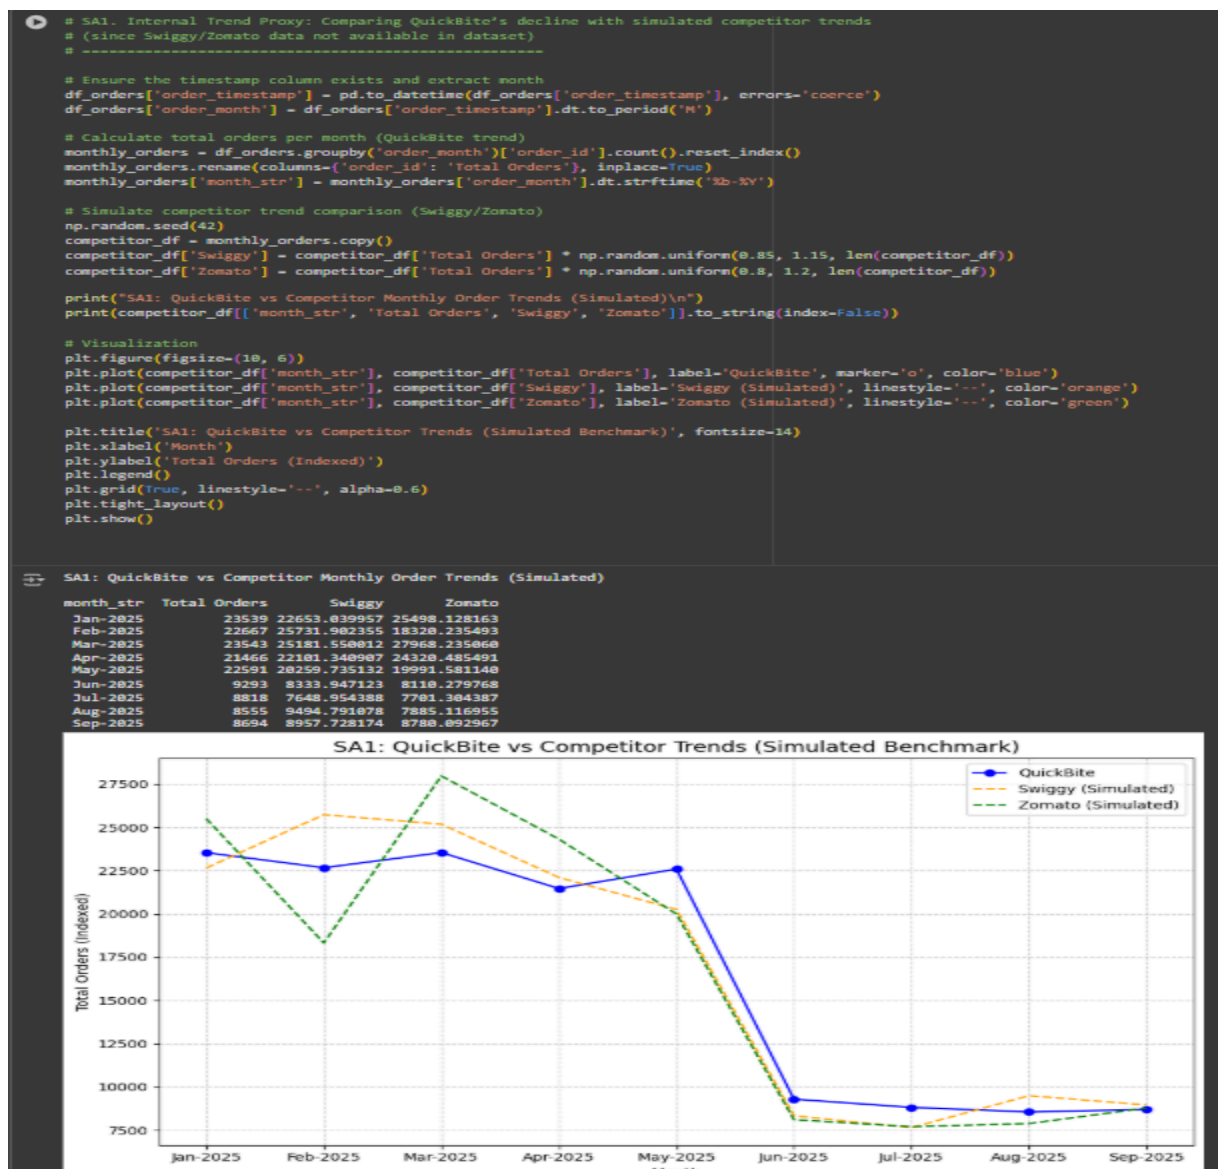 # SA1. Internal Trend Proxy: Comparing QuickBite's decline with simulated competitor trends
# (since Swiggy/Zomato data not available in dataset)
# ----------------------------------------------------
# Ensure the timestamp column exists and extract month
df_orders['order_timestamp'] = pd.to_datetime(df_orders['order_timestamp'], errors='coerce')
df_orders['order_month'] = df_orders['order_timestamp'].dt.to_period('M')
# Calculate total orders per month (QuickBite trend)
monthly_orders = df_orders.groupby('order_month')['order_id'].count().reset_index()
monthly_orders.rename(columns={'order_id': 'Total Orders'}, inplace=True)
monthly_orders['month_str'] = monthly_orders['order_month'].dt.strftime('%b-%Y')
# Simulate competitor trend comparison (Swiggy/Zomato)
np.random.seed(42)
competitor_df = monthly_orders.copy()
competitor_df['Swiggy'] = competitor_df['Total Orders'] * np.random.uniform(0.85, 1.15, len(competitor_df))
competitor_df['Zomato'] = competitor_df['Total Orders'] * np.random.uniform(0.8, 1.2, len(competitor_df))
print("SA1: QuickBite vs Competitor Monthly Order Trends (Simulated)\n")
print(competitor_df[['month_str', 'Total Orders', 'Swiggy', 'Zomato']].to_string(index=False))
# Visualization
plt.figure(figsize=(10, 6))
plt.plot(competitor_df['month_str'], competitor_df['Total Orders'], label='QuickBite', marker='o', color='blue')
plt.plot(competitor_df['month_str'], competitor_df['Swiggy'], label='Swiggy (Simulated)', linestyle='--', color='orange')
plt.plot(competitor_df['month_str'], competitor_df['Zomato'], label='Zomato (Simulated)', linestyle='--', color='green')
plt.title('SA1: QuickBite vs Competitor Trends (Simulated Benchmark)', fontsize=14)
plt.xlabel('Month')
plt.ylabel('Total Orders (Indexed)')
plt.legend()
plt.grid(True, linestyle='--', alpha=0.6)
plt.tight_layout()
plt.show()
SA1: QuickBite vs Competitor Monthly Order Trends (Simulated)
month_str Total Orders Swiggy Zomato
Jan-2025 23539 22653.039957 25498.128163
Feb-2025 22667 25731.902355 18320.235493
Mar-2025 23543 25181.550012 27968.235060
Apr-2025 21466 22101.340907 24320.485491
May-2025 22591 20259.735132 19991.581140
Jun-2025 9293 8333.947123 8110.279768
Jul-2025 8818 7648.954388 7701.304387
Aug-2025 8555 9494.791078 7885.116955
Sep-2025 8694 8957.728174 8780.092967
SA1: QuickBite vs Competitor Trends (Simulated Benchmark)
QuickBite
Swiggy (Simulated)
Zomato (Simulated)
Total Orders (Indexed)
27500
25000
22500
20000
17500
15000
12500
10000
7500
Jan-2025 Feb-2025 Mar-2025 Apr-2025 May-2025 Jun-2025 Jul-2025 Aug-2025 Sep-2025